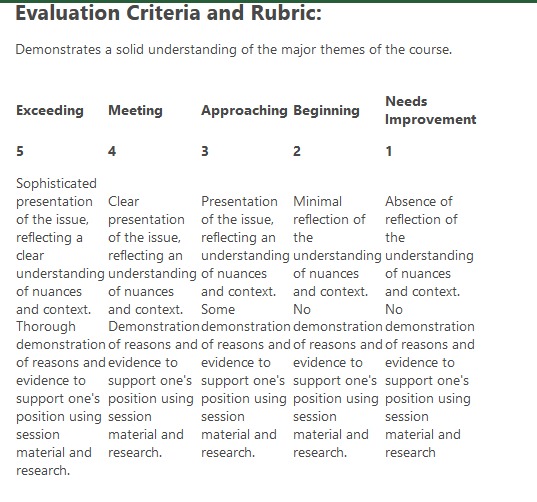 Evaluation Criteria and Rubric:
Demonstrates a solid understanding of the major themes of the course.
Exceeding
Meeting
Approaching
Beginning
Needs
Improvement
5
4
3
2
1
Sophisticated
presentation
of the issue,
reflecting a
clear
understanding
of nuances
and context.
Thorough
demonstration
of reasons and
evidence to
support one's
position using
session
material and
research.
Clear
presentation
of the issue,
reflecting an
understanding
of nuances
and context.
Demonstration
of reasons and
evidence to
support one's
position using
session
material and
research.
Presentation
of the issue,
reflecting an
understanding
of nuances
and context.
Some
demonstration
of reasons and
evidence to
support one's
position using
session
material and
research.
Minimal
reflection of
the
understanding
of nuances
and context.
No
demonstration
of reasons and
evidence to
support one's
position using
session
material and
research.
Absence of
reflection of
the
understanding
of nuances
and context.
No
demonstration
of reasons and
evidence to
support one's
position using
session
material and
research